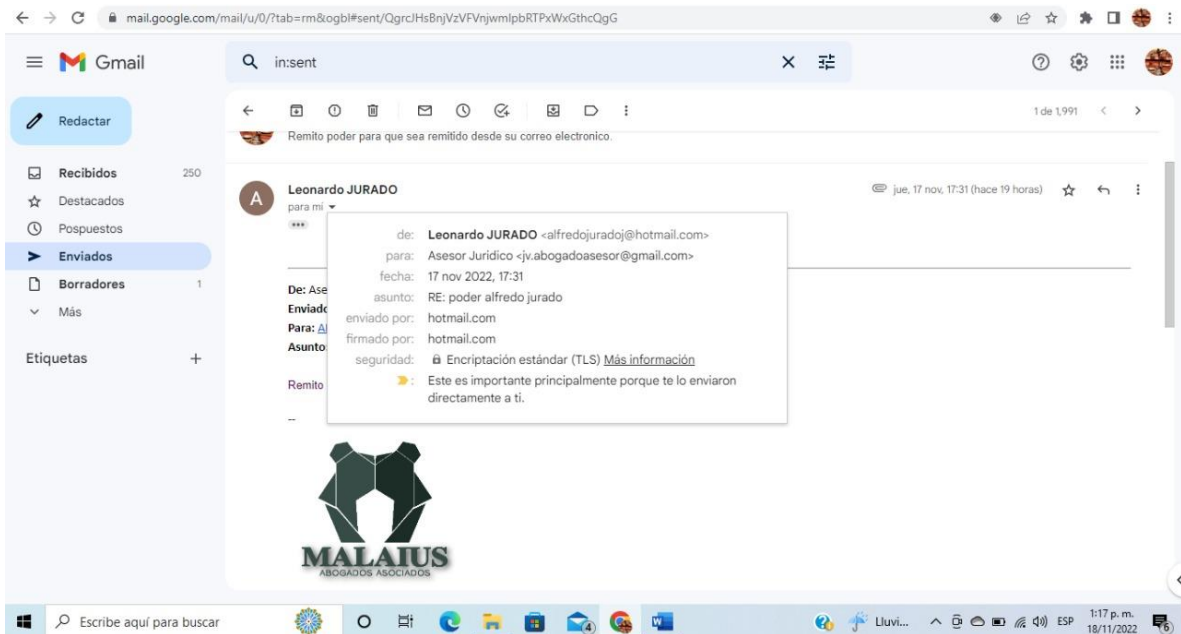 mail.google.com/mail/u/0/?tab=rm&ogbl#sent/QgrcJHsBnjVzVFVnjwmIpbRTPxWxGthcQgG
Gmail
in:sent
Redactar
1 de 1,991
Remito poder para que sea remitido desde su correo electronico.
Recibidos 250
Destacados
Pospuestos
Enviados
Borradores 1
Más
Etiquetas +
A
Leonardo JURADO
jue, 17 nov, 17:31 (hace 19 horas)
para mí
de: Leonardo JURADO <alfredojuradoj@hotmail.com>
para: Asesor Juridico <jv.abogadoasesor@gmail.com>
fecha: 17 nov 2022, 17:31
asunto: RE: poder alfredo jurado
enviado por: hotmail.com
firmado por: hotmail.com
seguridad: Encriptación estándar (TLS) Más información
Este es importante principalmente porque te lo enviaron
directamente a ti.
De: Ase
Enviado
Para: Al
Asunto:
Remito
--
MALAIUS
ABOGADOS ASOCIADOS
Escribe aquí para buscar
4
Lluvi...
ESP
1:17 p. m.
18/11/2022
6